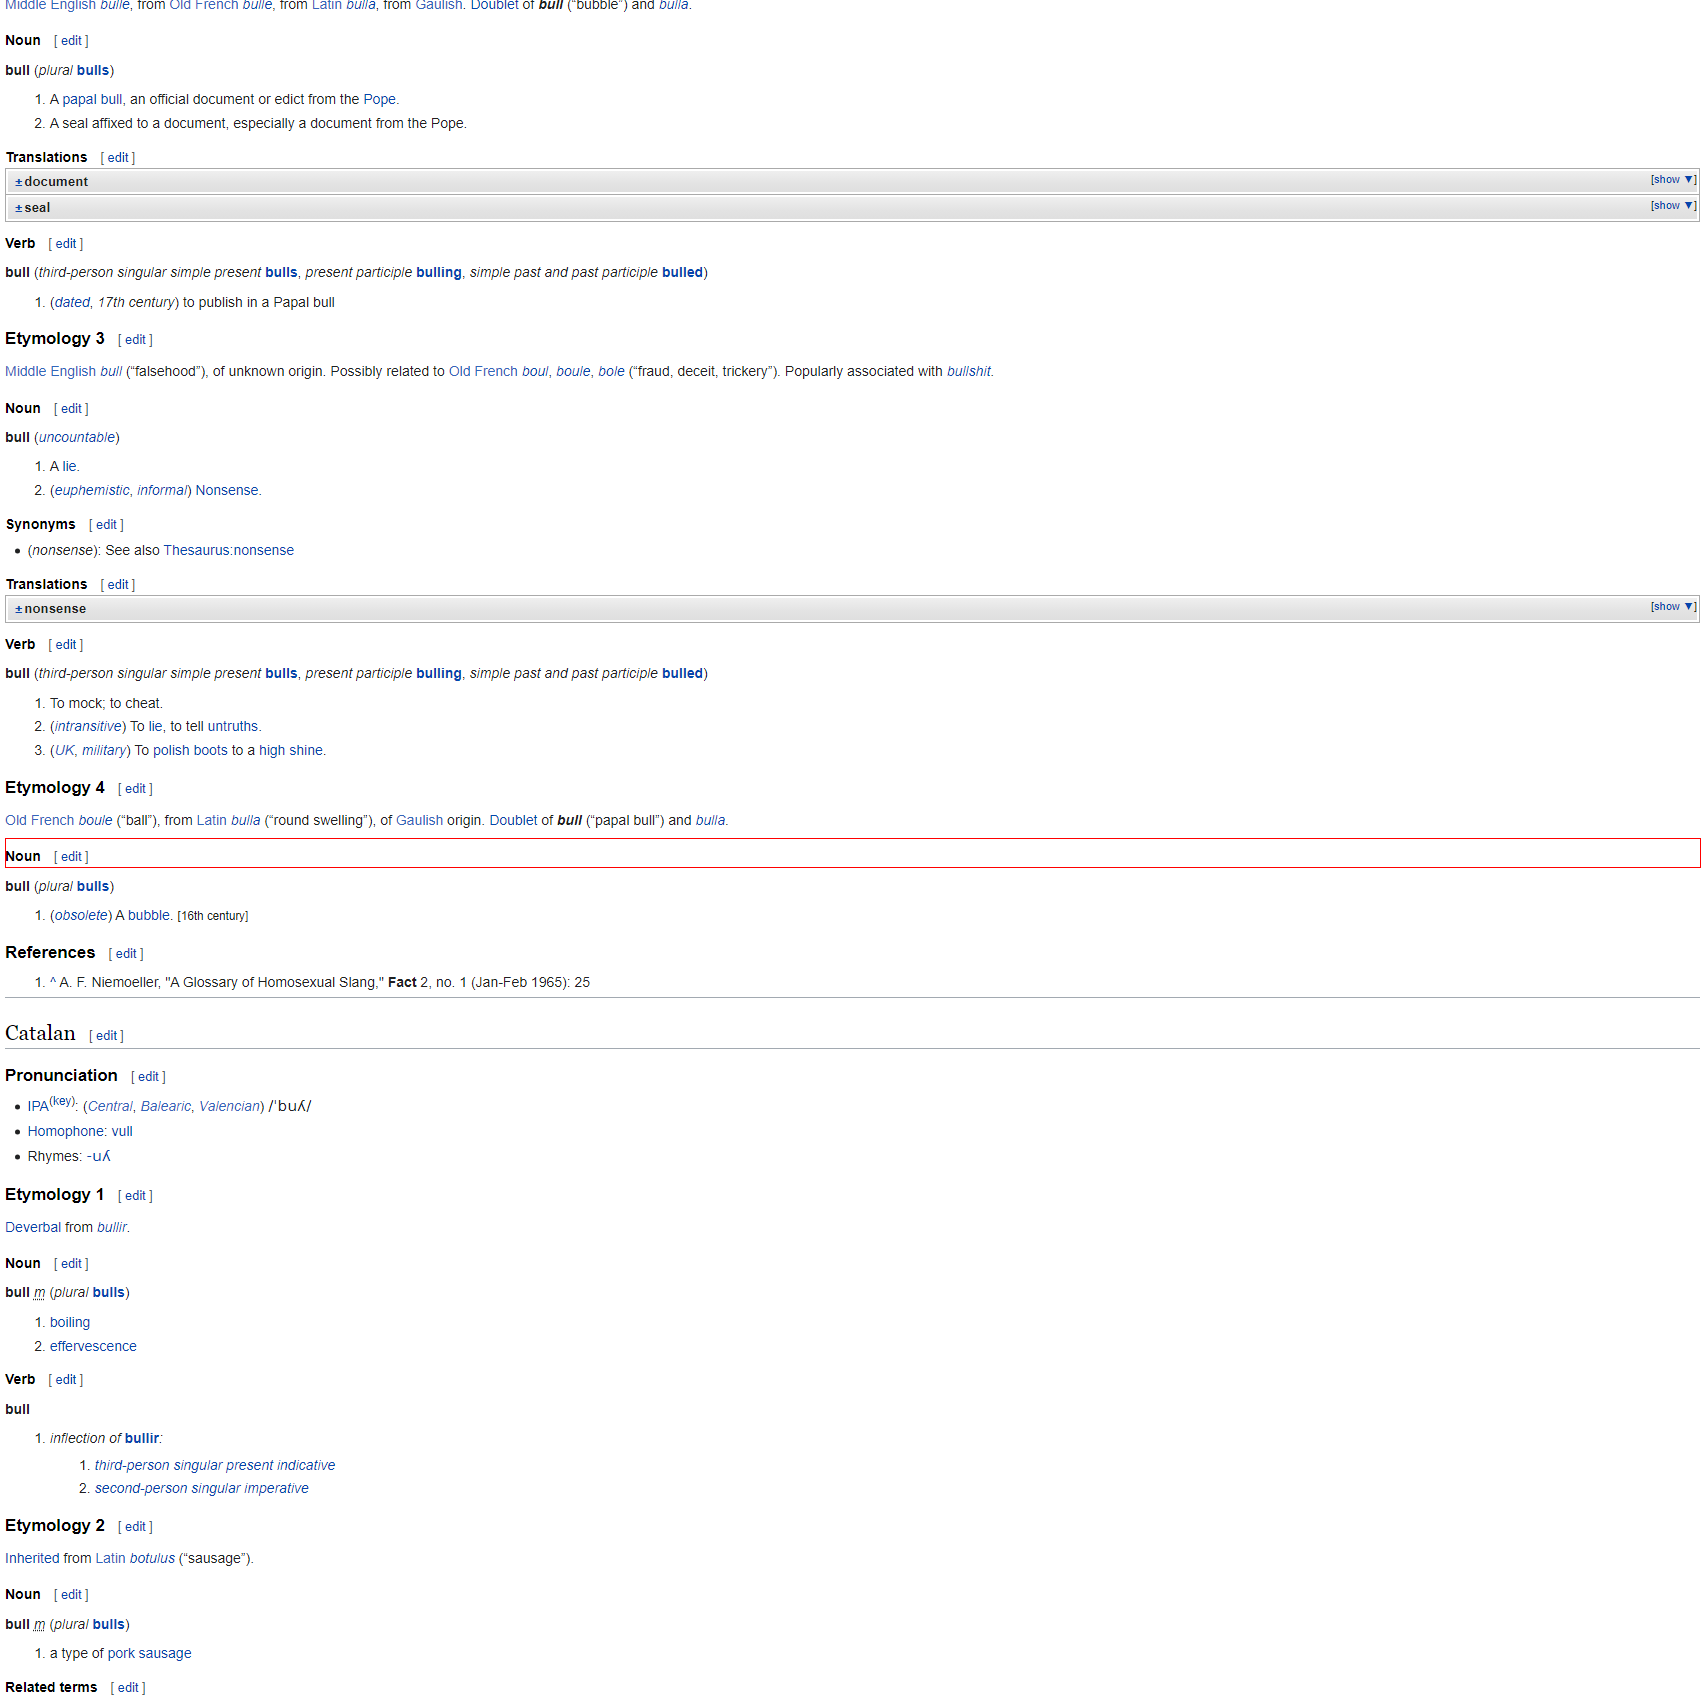 Middle English bulle, from Old French bulle, from Latin bulla, from Gaulish. Doublet of bull (“bubble”) and bulla.
Noun [ edit ]
bull (plural bulls)
1. A papal bull, an official document or edict from the Pope.
2. A seal affixed to a document, especially a document from the Pope.
Translations [ edit ]
±document [show ▼]
±seal [show ▼]
Verb [ edit ]
bull (third-person singular simple present bulls, present participle bulling, simple past and past participle bulled)
1. (dated, 17th century) to publish in a Papal bull
Etymology 3 [ edit ]
Middle English bull (“falsehood”), of unknown origin. Possibly related to Old French boul, boule, bole (“fraud, deceit, trickery”). Popularly associated with bullshit.
Noun [ edit ]
bull (uncountable)
1. A lie.
2. (euphemistic, informal) Nonsense.
Synonyms [ edit ]
• (nonsense): See also Thesaurus:nonsense
Translations [ edit ]
±nonsense [show ▼]
Verb [ edit ]
bull (third-person singular simple present bulls, present participle bulling, simple past and past participle bulled)
1. To mock; to cheat.
2. (intransitive) To lie, to tell untruths.
3. (UK, military) To polish boots to a high shine.
Etymology 4 [ edit ]
Old French boule (“ball”), from Latin bulla (“round swelling”), of Gaulish origin. Doublet of bull (“papal bull”) and bulla.
Noun [ edit ]
bull (plural bulls)
1. (obsolete) A bubble. [16th century]
References [ edit ]
1. ^ A. F. Niemoeller, "A Glossary of Homosexual Slang," Fact 2, no. 1 (Jan-Feb 1965): 25
Catalan [ edit ]
Pronunciation [ edit ]
• IPA(key): (Central, Balearic, Valencian) /ˈbuʎ/
• Homophone: vull
• Rhymes: -uʎ
Etymology 1 [ edit ]
Deverbal from bullir.
Noun [ edit ]
bull m (plural bulls)
1. boiling
2. effervescence
Verb [ edit ]
bull
1. inflection of bullir:
1. third-person singular present indicative
2. second-person singular imperative
Etymology 2 [ edit ]
Inherited from Latin botulus (“sausage”).
Noun [ edit ]
bull m (plural bulls)
1. a type of pork sausage
Related terms [ edit ]